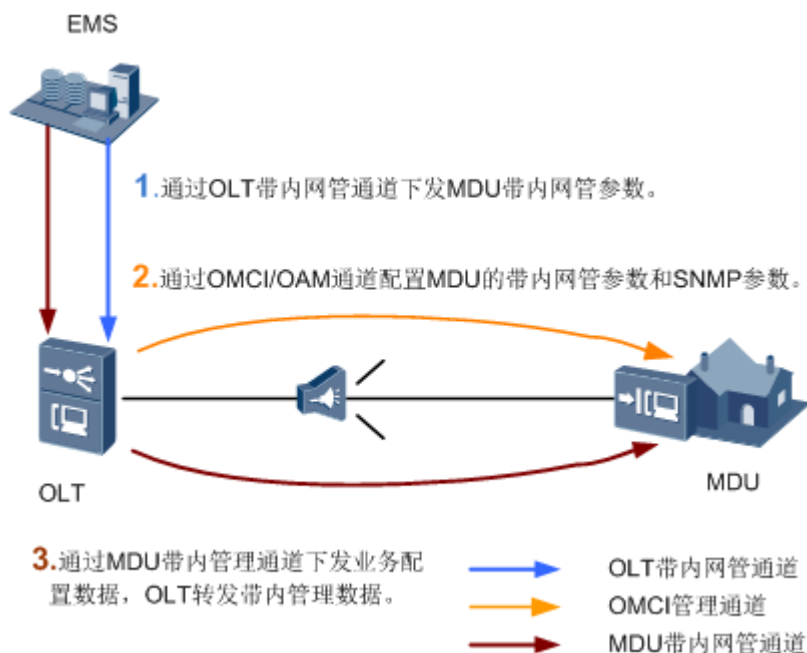 EMS
1.通过OLT带内网管通道下发MDU带内网管参数。
2.通过OMCI/OAM通道配置MDU的带内网管参数和SNMP参数。
OLT
MDU
3.通过MDU带内管理通道下发业务配
置数据，OLT转发带内管理数据。
OLT带内网管通道
OMCI管理通道
MDU带内网管通道